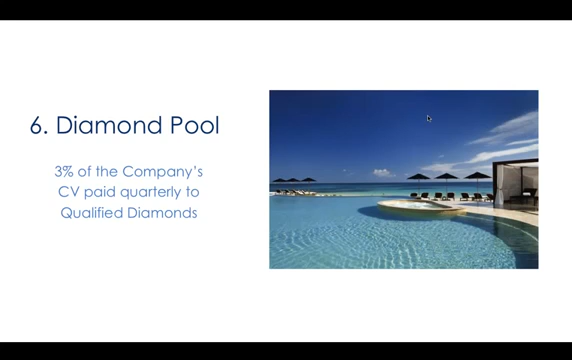 6. Diamond Pool
3% of the Company's
CV paid quarterly to
Qualified Diamonds